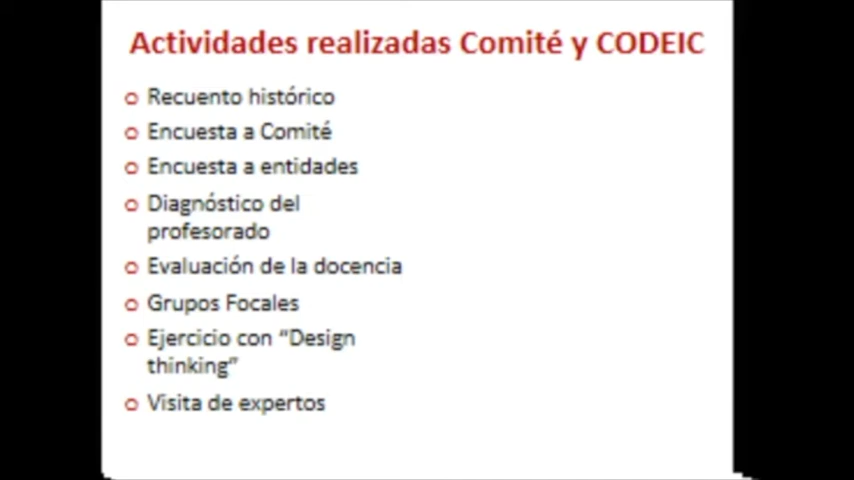 Actividades realizadas Comité y CODEIC
Recuento histórico
Encuesta a Comité
Encuesta a entidades
Diagnóstico del
profesorado
Evaluación de la docencia
Grupos Focales
Ejercicio con “Design
thinking”
Visita de expertos